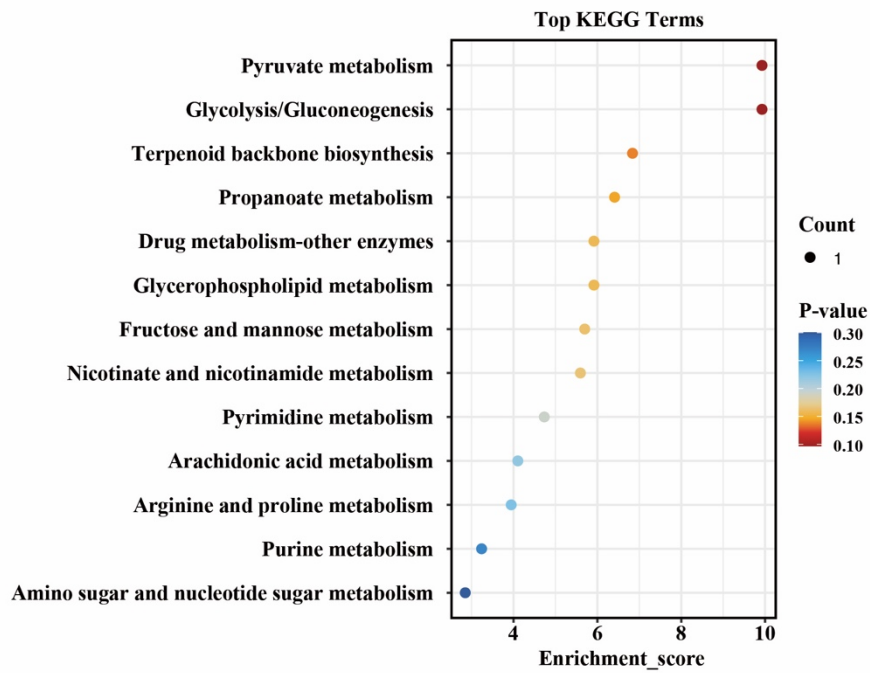 Top KEGG Terms
Pyruvate metabolism
Glycolysis/Gluconeogenesis
Terpenoid backbone biosynthesis
Propanoate metabolism
Drug metabolism-other enzymes
Glycerophospholipid metabolism
Fructose and mannose metabolism
Nicotinate and nicotinamide metabolism
Pyrimidine metabolism
Arachidonic acid metabolism
Arginine and proline metabolism
Purine metabolism
Amino sugar and nucleotide sugar metabolism
4 6 8 10
Enrichment_score
Count
1
P-value
0.30
0.25
0.20
0.15
0.10